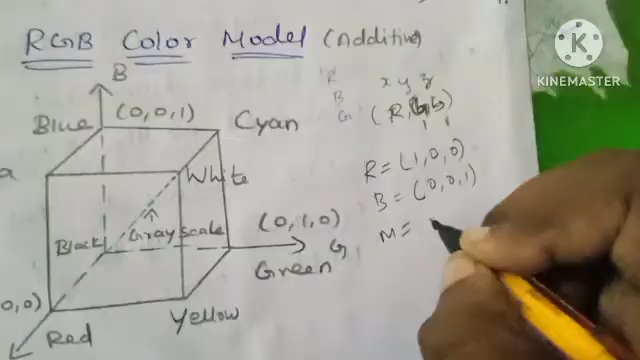 RGB Color Model (Additive
K
KINEMASTER
B
(0,0,1)
Blue
Cyan
a
White
Black
Gray scale
(0,1,0)
G
Green
0,0)
Red
Yellow
R
B
G
x y z
(R,G,B)
R = (1,0,0)
B = (0,0,1)
M =